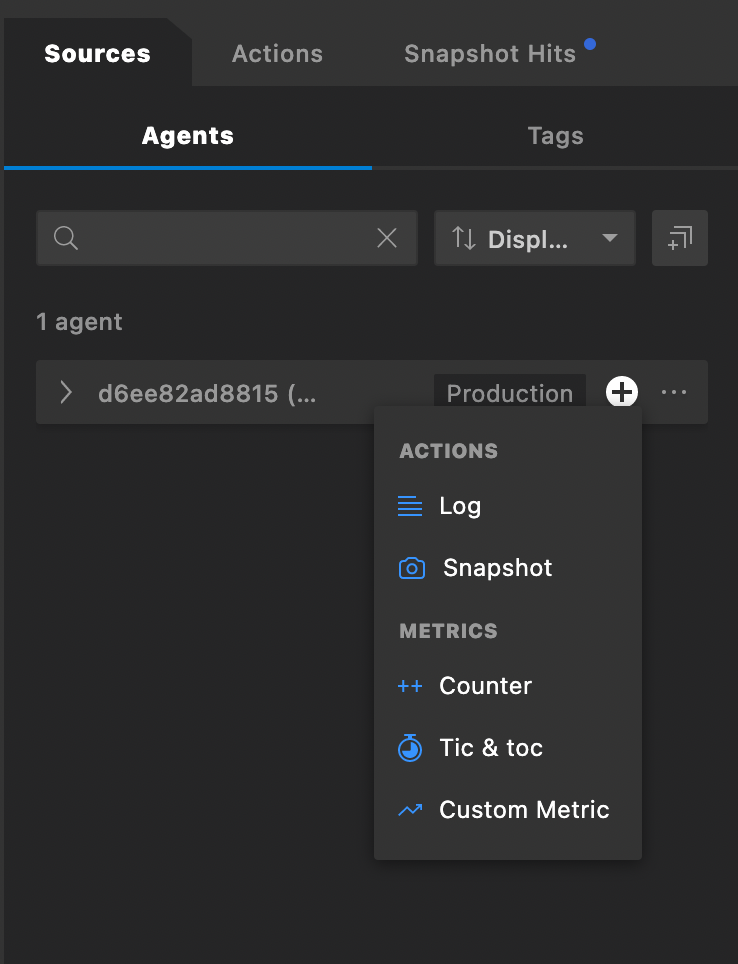 Sources Actions Snapshot Hits
Agents Tags
Displ...
1 agent
d6ee82ad8815 (... Production
ACTIONS
Log
Snapshot
METRICS
++ Counter
Tic & toc
Custom Metric